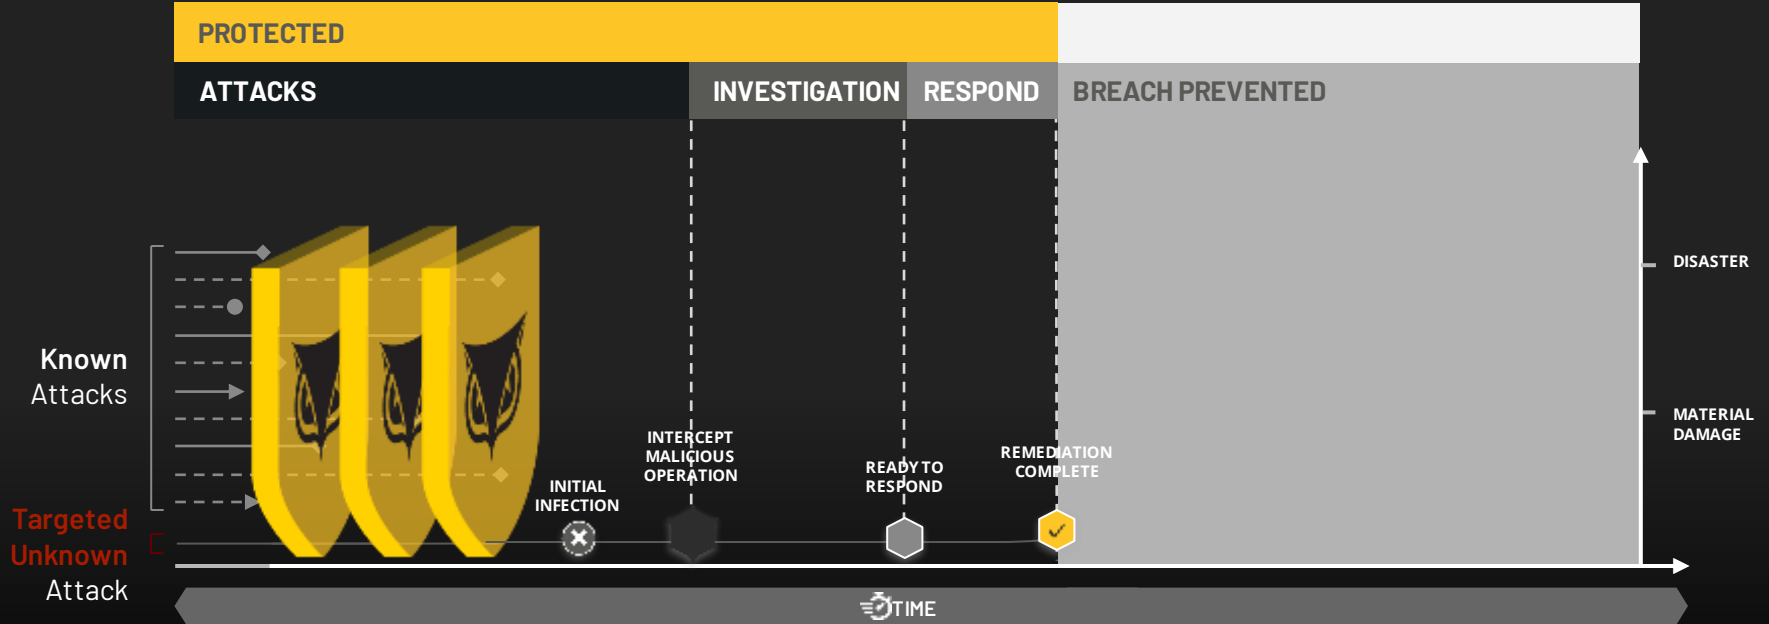 PROTECTED
ATTACKS
INVESTIGATION
RESPOND
BREACH PREVENTED
DISASTER
MATERIAL
DAMAGE
Known
Attacks
INTERCEPT
MALICIOUS
OPERATION
READY TO
RESPOND
REMEDIATION
COMPLETE
INITIAL
INFECTION
Targeted
Unknown
Attack
TIME